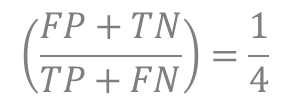 (FP + TN / TP + FN) = 1/4